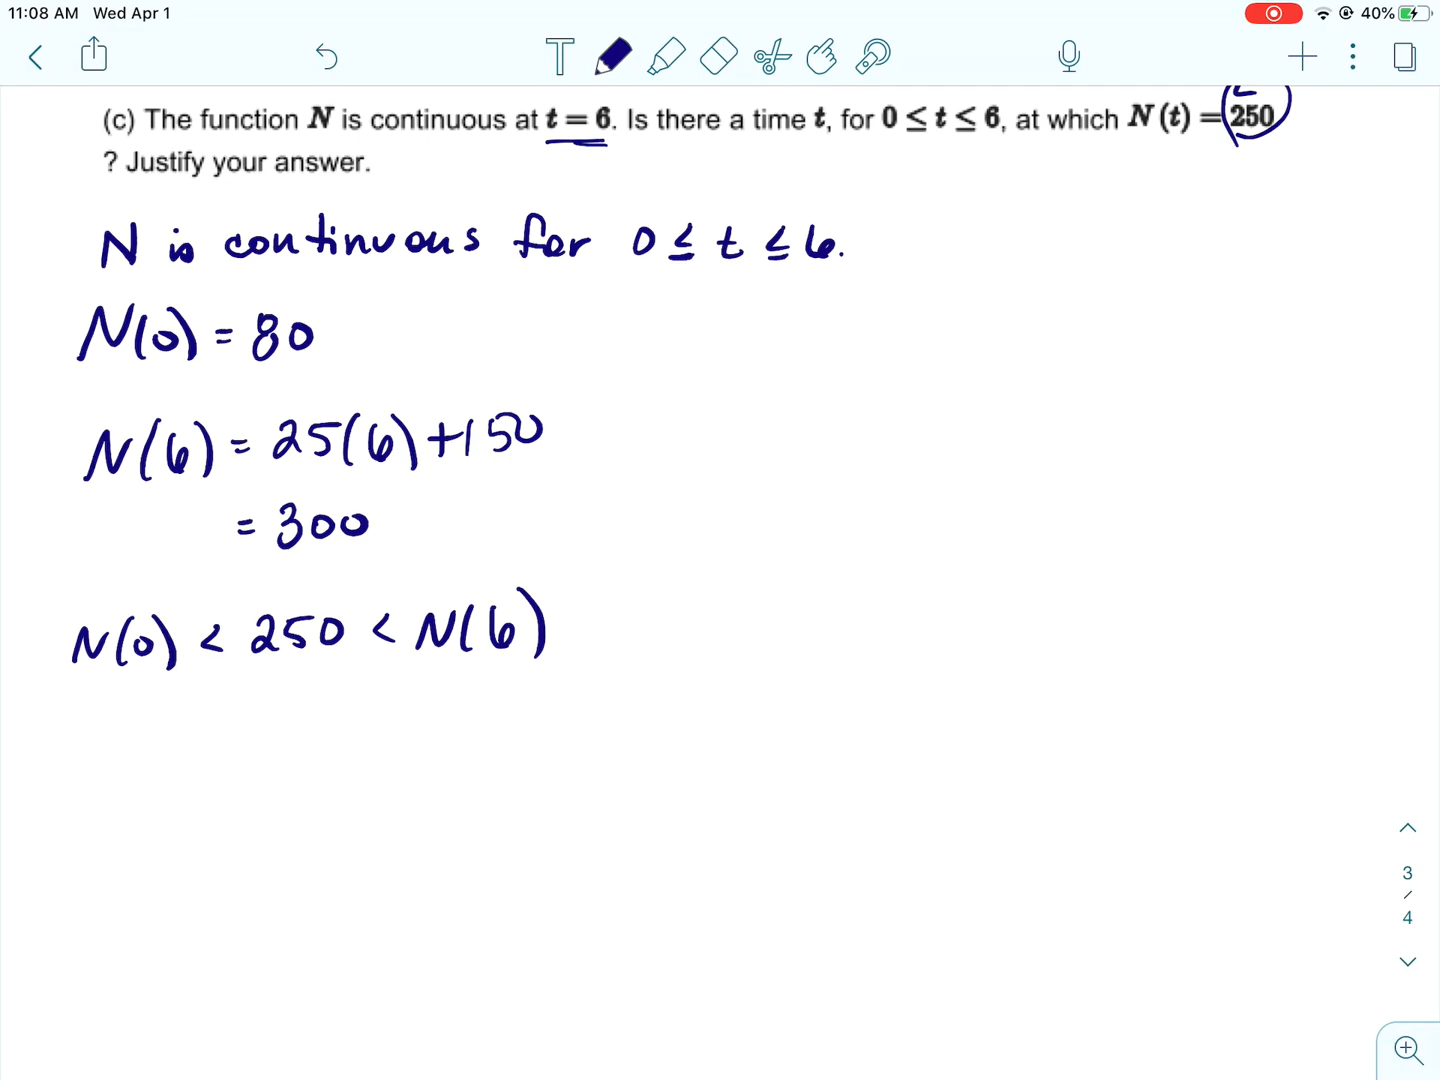 11:08 AM Wed Apr 1
40%
T
(c) The function N is continuous at t = 6. Is there a time t, for 0 ≤ t ≤ 6, at which N (t) = 250
? Justify your answer.
N is continuous for 0 ≤ t ≤ 6.
N(0) = 80
N(6) = 25(6)+150
= 300
N(0) < 250 < N(6)
3
/
4